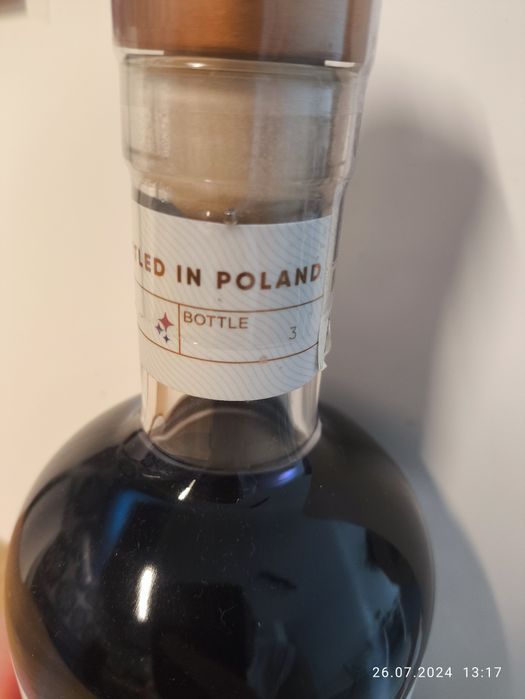 TLED IN POLAND
BOTTLE 3
26.07.2024 13:17